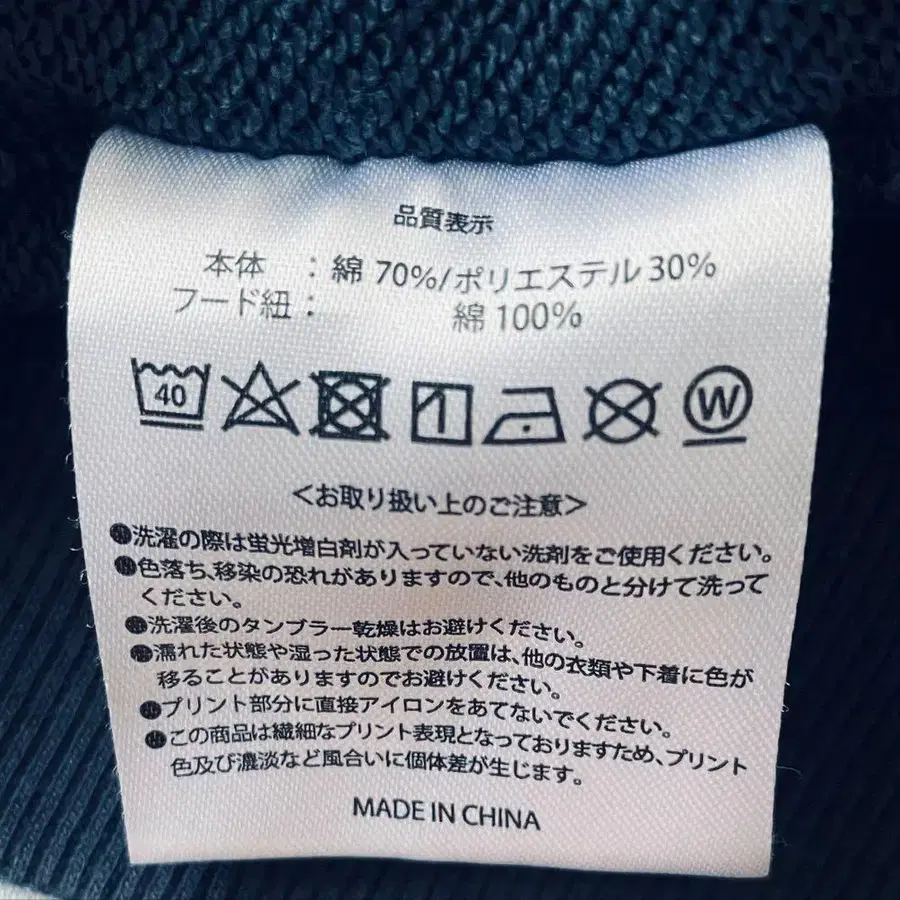 品質表示
本体 : 綿 70%/ポリエステル 30%
フード紐 : 綿 100%
40 W
＜お取り扱い上のご注意＞
●洗濯の際は蛍光増白剤が入っていない洗剤をご使用ください。
●色落ち、移染の恐れがありますので、他のものと分けて洗って
ください。
●洗濯後のタンブラー乾燥はお避けください。
●濡れた状態や湿った状態での放置は、他の衣類や下着に色が
移ることがありますのでお避けください。
●プリント部分に直接アイロンをあてないでください。
●この商品は繊細なプリント表現となっておりますため、プリント
色及び濃淡など風合いに個体差が生じます。
MADE IN CHINA